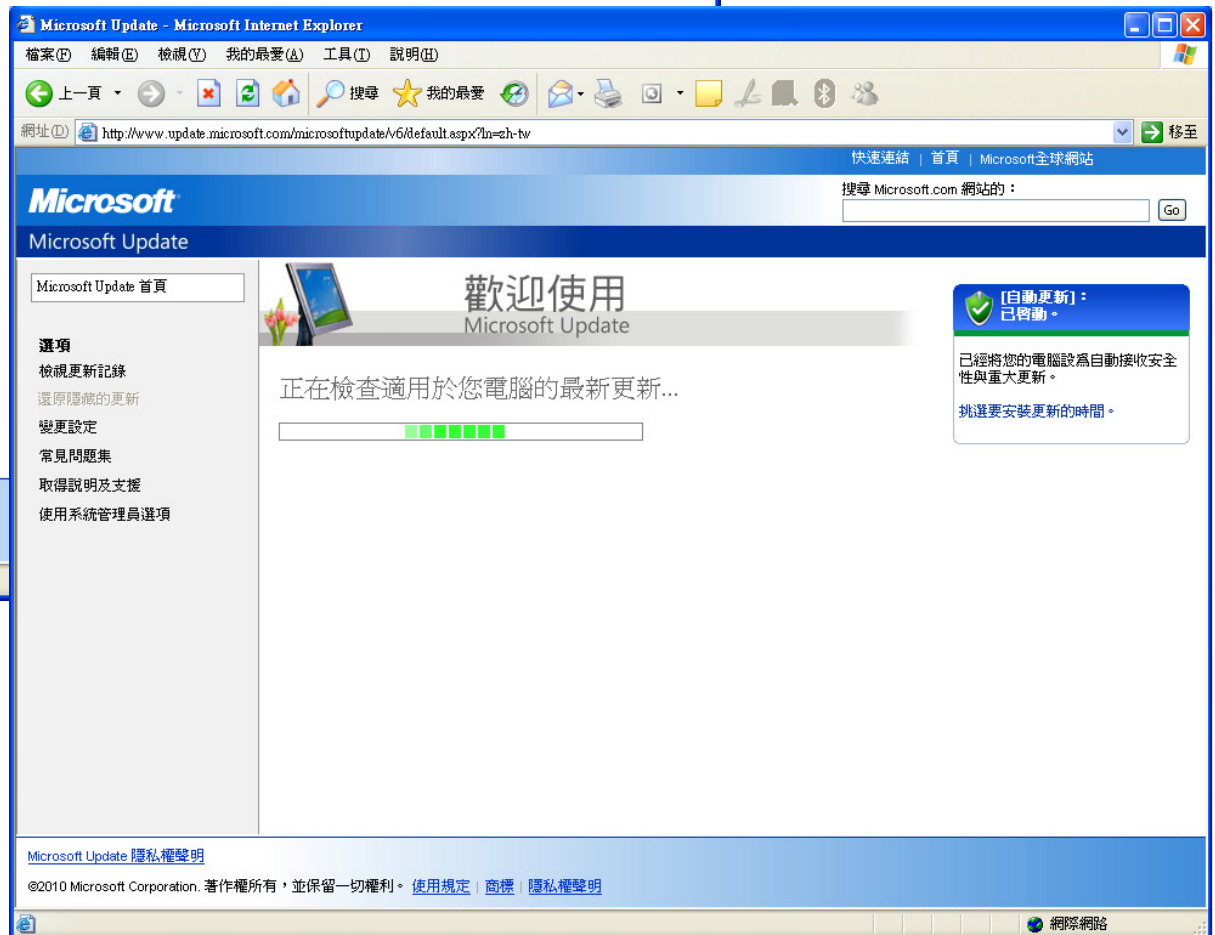 Microsoft Update - Microsoft Internet Explorer
檔案(F) 編輯(E) 檢視(V) 我的最愛(A) 工具(T) 說明(H)
上一頁 搜尋 我的最愛
網址(D) http://www.update.microsoft.com/microsoftupdate/v6/default.aspx?ln=zh-tw 移至
快速連結 | 首頁 | Microsoft全球網站
Microsoft
搜尋 Microsoft.com 網站的：
Go
Microsoft Update
Microsoft Update 首頁
選項
檢視更新記錄
還原隱藏的更新
變更設定
常見問題集
取得說明及支援
使用系統管理員選項
歡迎使用
Microsoft Update
正在檢查適用於您電腦的最新更新...
[自動更新]：
已啟動。
已經將您的電腦設為自動接收安全
性與重大更新。
挑選要安裝更新的時間。
Microsoft Update 隱私權聲明
©2010 Microsoft Corporation. 著作權所有，並保留一切權利。 使用規定 | 商標 | 隱私權聲明
網際網路